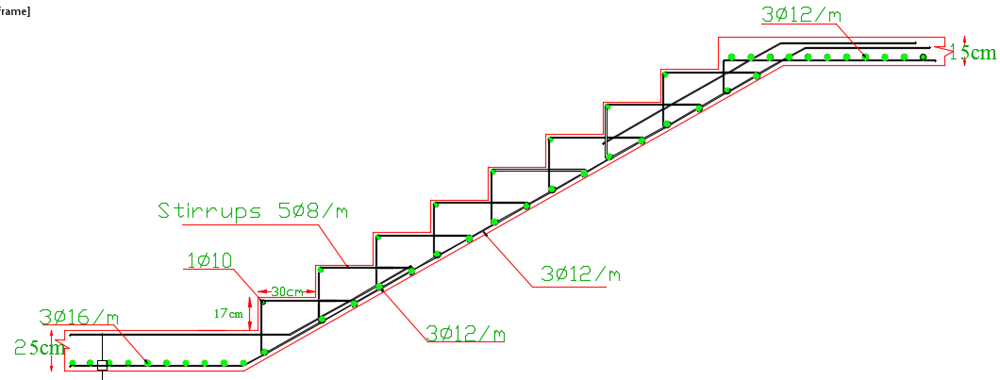 frame]
3Ø12/m
15cm
Stirrups 5Ø8/m
1Ø10
30cm
17cm
3Ø12/m
3Ø16/m
3Ø12/m
25cm